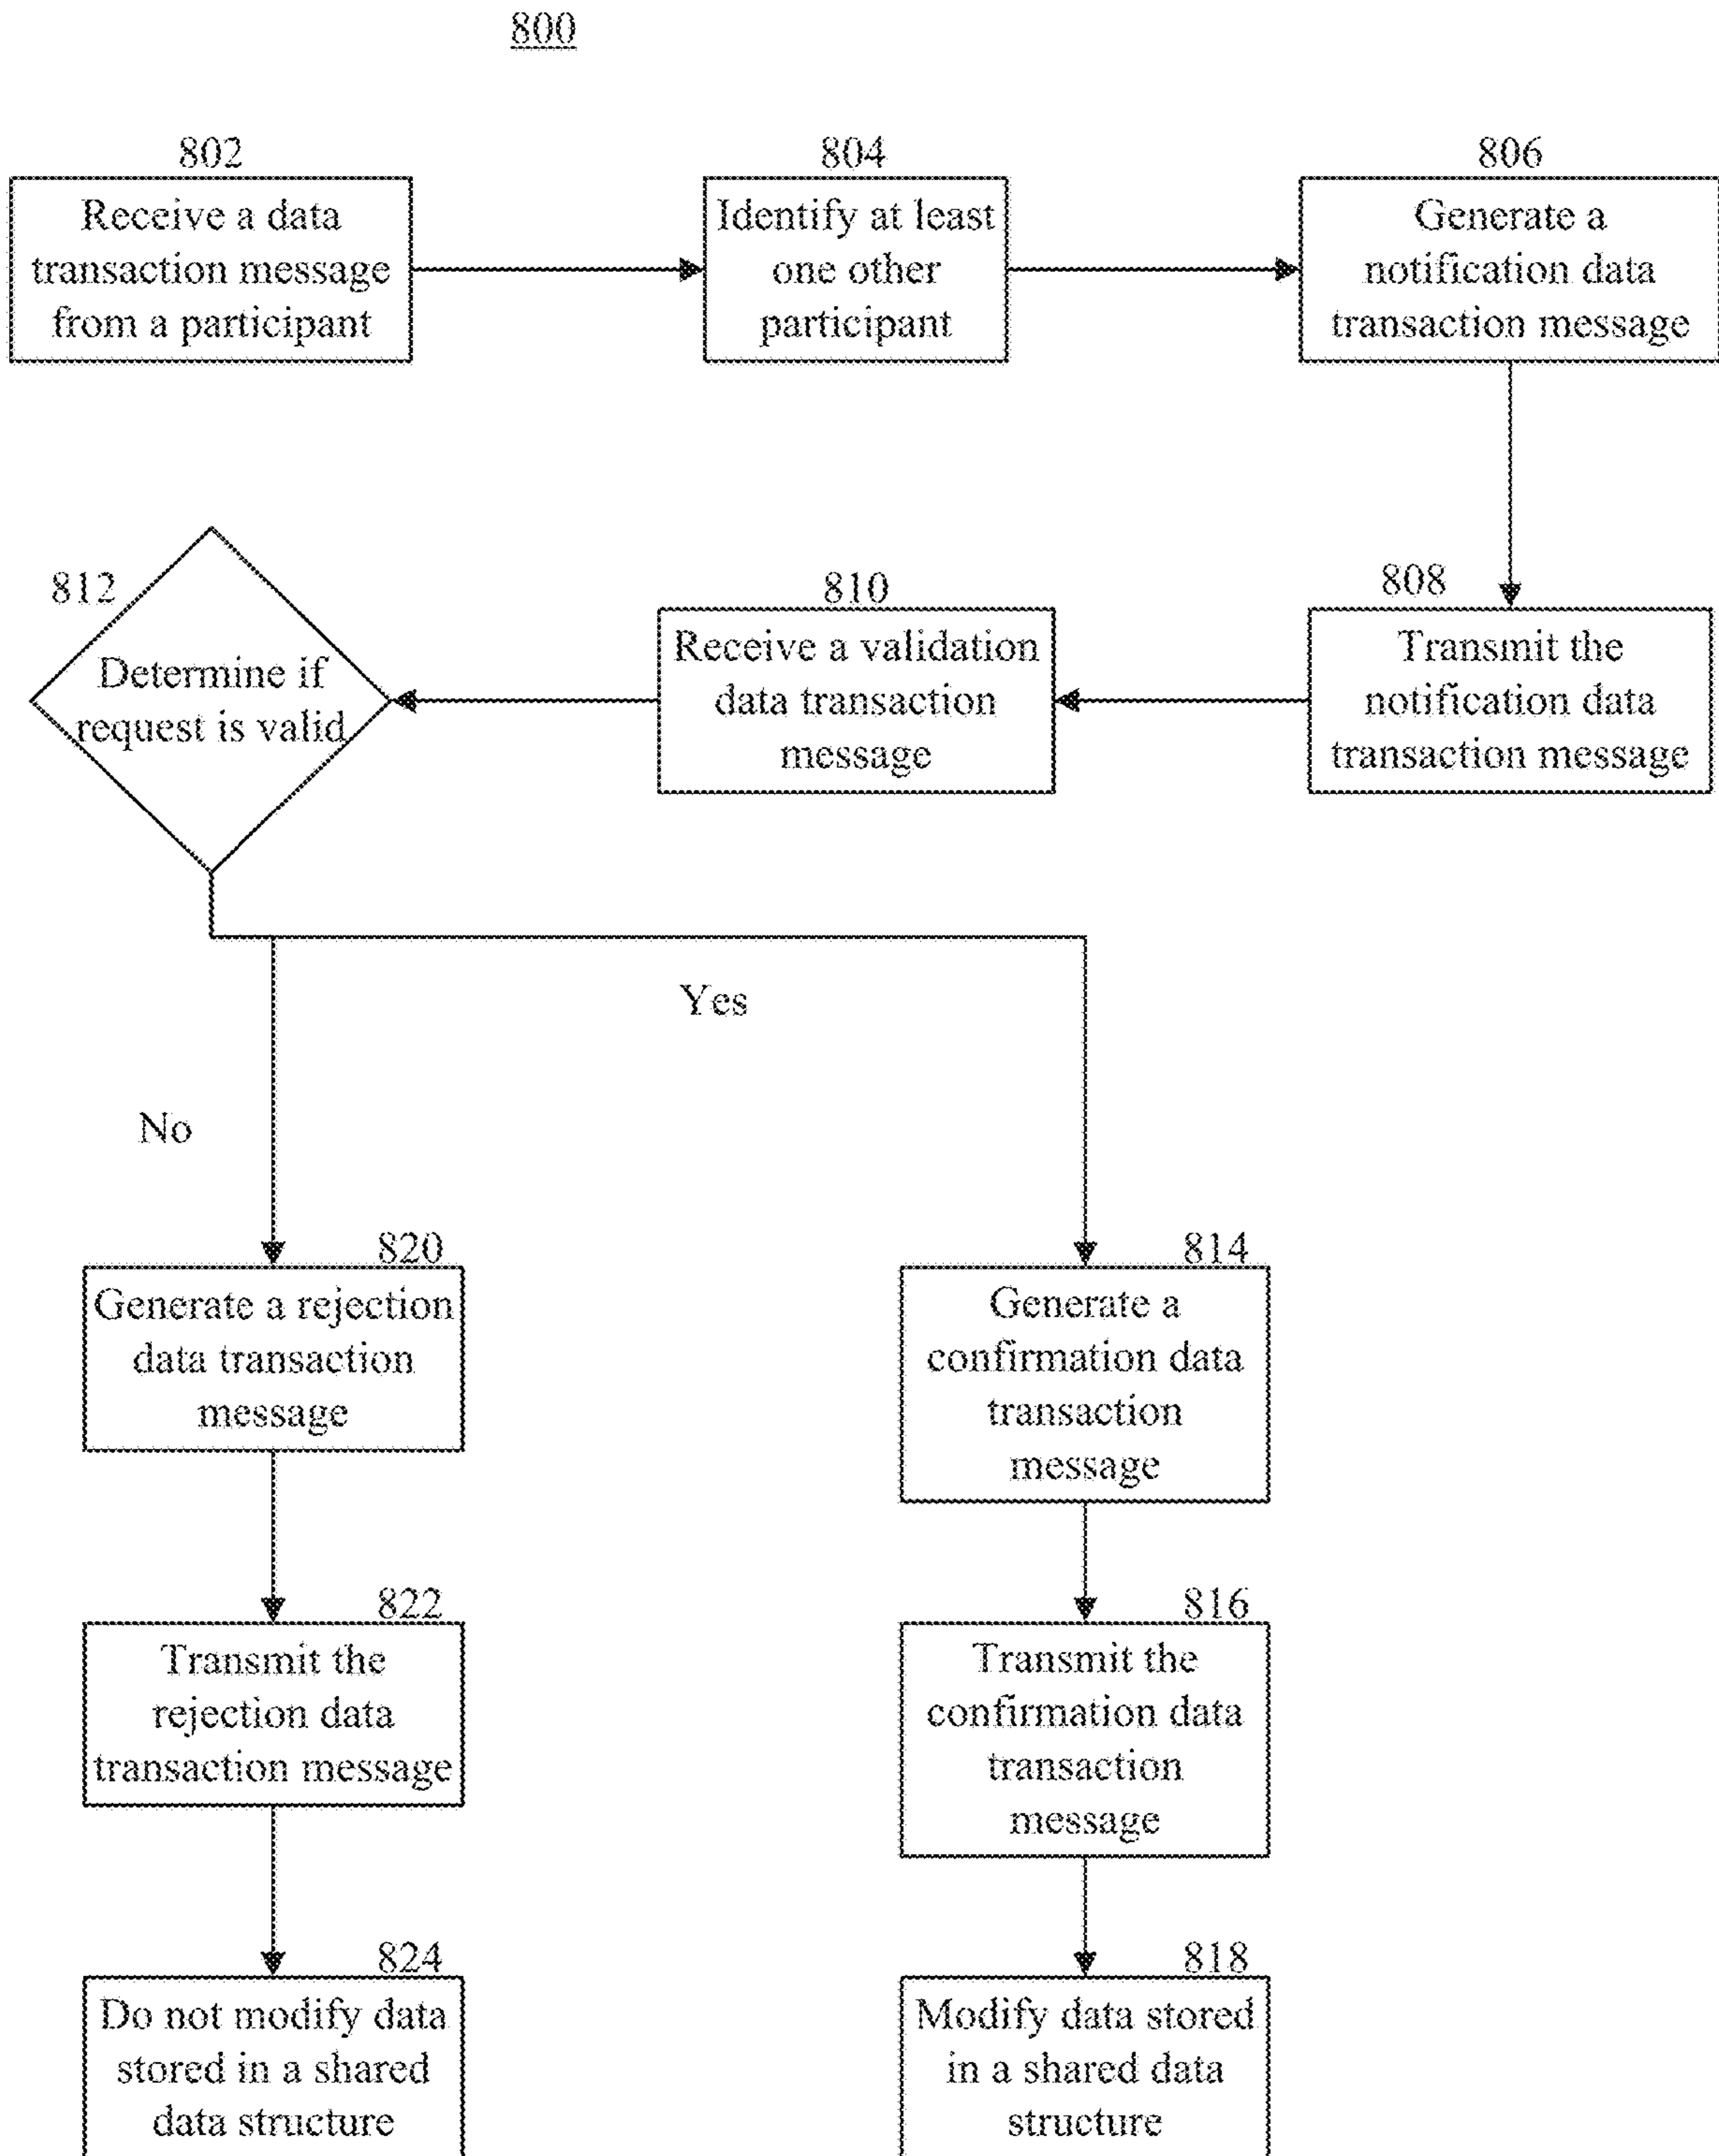 800
802
Receive a data
transaction message
from a participant
804
Identify at least
one other
participant
806
Generate a
notification data
transaction message
812
Determine if
request is valid
810
Receive a validation
data transaction
message
808
Transmit the
notification data
transaction message
Yes
No
820
Generate a rejection
data transaction
message
814
Generate a
confirmation data
transaction
message
822
Transmit the
rejection data
transaction message
816
Transmit the
confirmation data
transaction
message
824
Do not modify data
stored in a shared
data structure
818
Modify data stored
in a shared data
structure